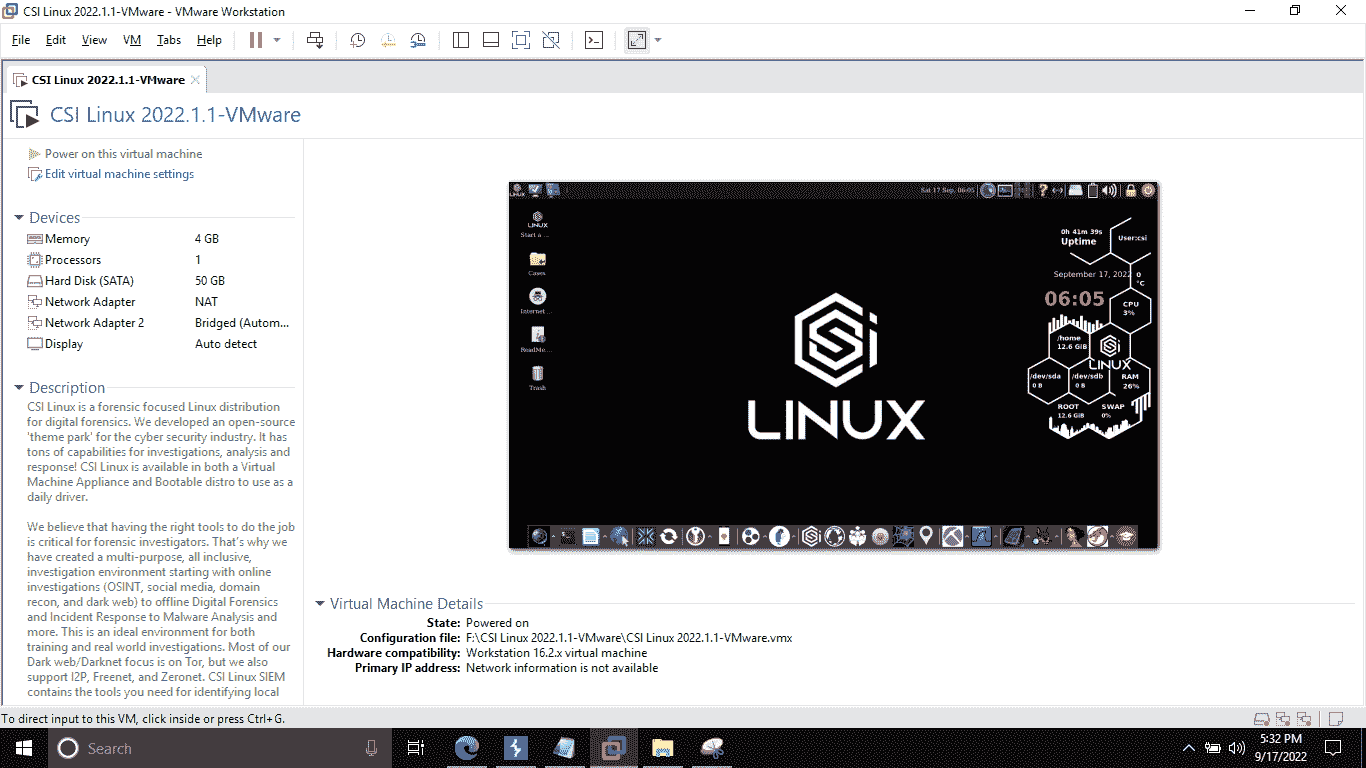 CSI Linux 2022.1.1-VMware - VMware Workstation
File Edit View VM Tabs Help
CSI Linux 2022.1.1-VMware
CSI Linux 2022.1.1-VMware
Power on this virtual machine
Edit virtual machine settings
Devices
Memory 4 GB
Processors 1
Hard Disk (SATA) 50 GB
Network Adapter NAT
Network Adapter 2 Bridged (Autom...
Display Auto detect
Description
CSI Linux is a forensic focused Linux distribution
for digital forensics. We developed an open-source
'theme park' for the cyber security industry. It has
tons of capabilities for investigations, analysis and
response! CSI Linux is available in both a Virtual
Machine Appliance and Bootable distro to use as a
daily driver.
We believe that having the right tools to do the job
is critical for forensic investigators. That's why we
have created a multi-purpose, all inclusive,
investigation environment starting with online
investigations (OSINT, social media, domain
recon, and dark web) to offline Digital Forensics
and Incident Response to Malware Analysis and
more. This is an ideal environment for both
training and real world investigations. Most of our
Dark web/Darknet focus is on Tor, but we also
support I2P, Freenet, and Zeronet. CSI Linux SIEM
contains the tools you need for identifying local
LINUX
Sat 17 Sep, 06:05
LINUX
Start a ...
Cases
Internet ...
ReadMe...
Trash
CSi
LINUX
0h 41m 39s
Uptime
User:csi
September 17, 2022
0
°C
06:05
CPU
3%
/home
12.6 GiB
LINUX
/dev/sda
0 B
/dev/sdb
0 B
RAM
26%
ROOT
12.6 GiB
SWAP
0%
Virtual Machine Details
State: Powered on
Configuration file: F:\CSI Linux 2022.1.1-VMware\CSI Linux 2022.1.1-VMware.vmx
Hardware compatibility: Workstation 16.2.x virtual machine
Primary IP address: Network information is not available
To direct input to this VM, click inside or press Ctrl+G.
Search
5:32 PM
9/17/2022